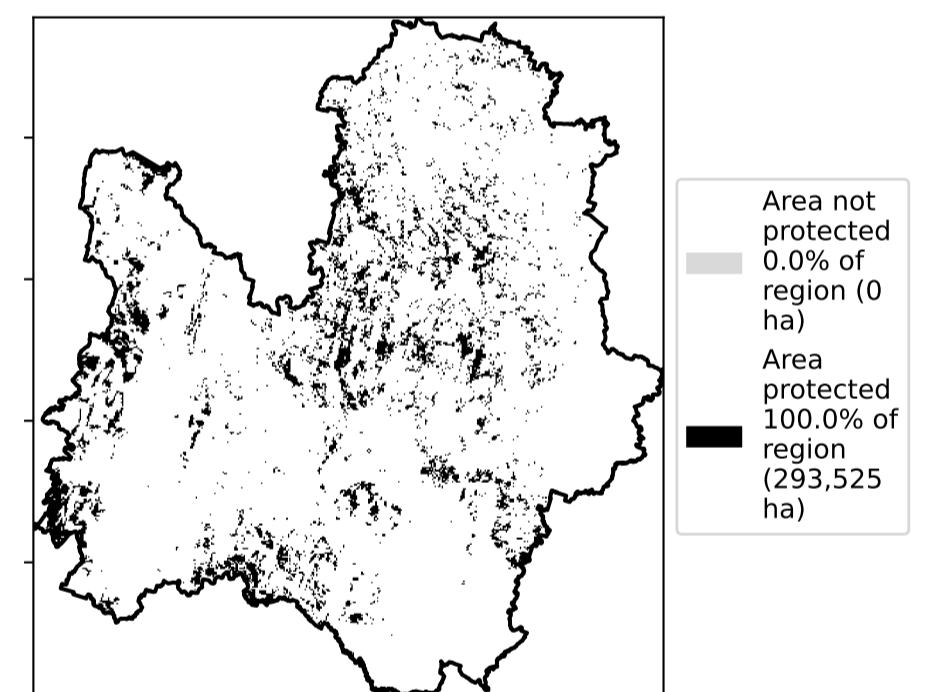 Area not
protected
0.0% of
region (0
ha)
Area
protected
100.0% of
region
(293,525
ha)